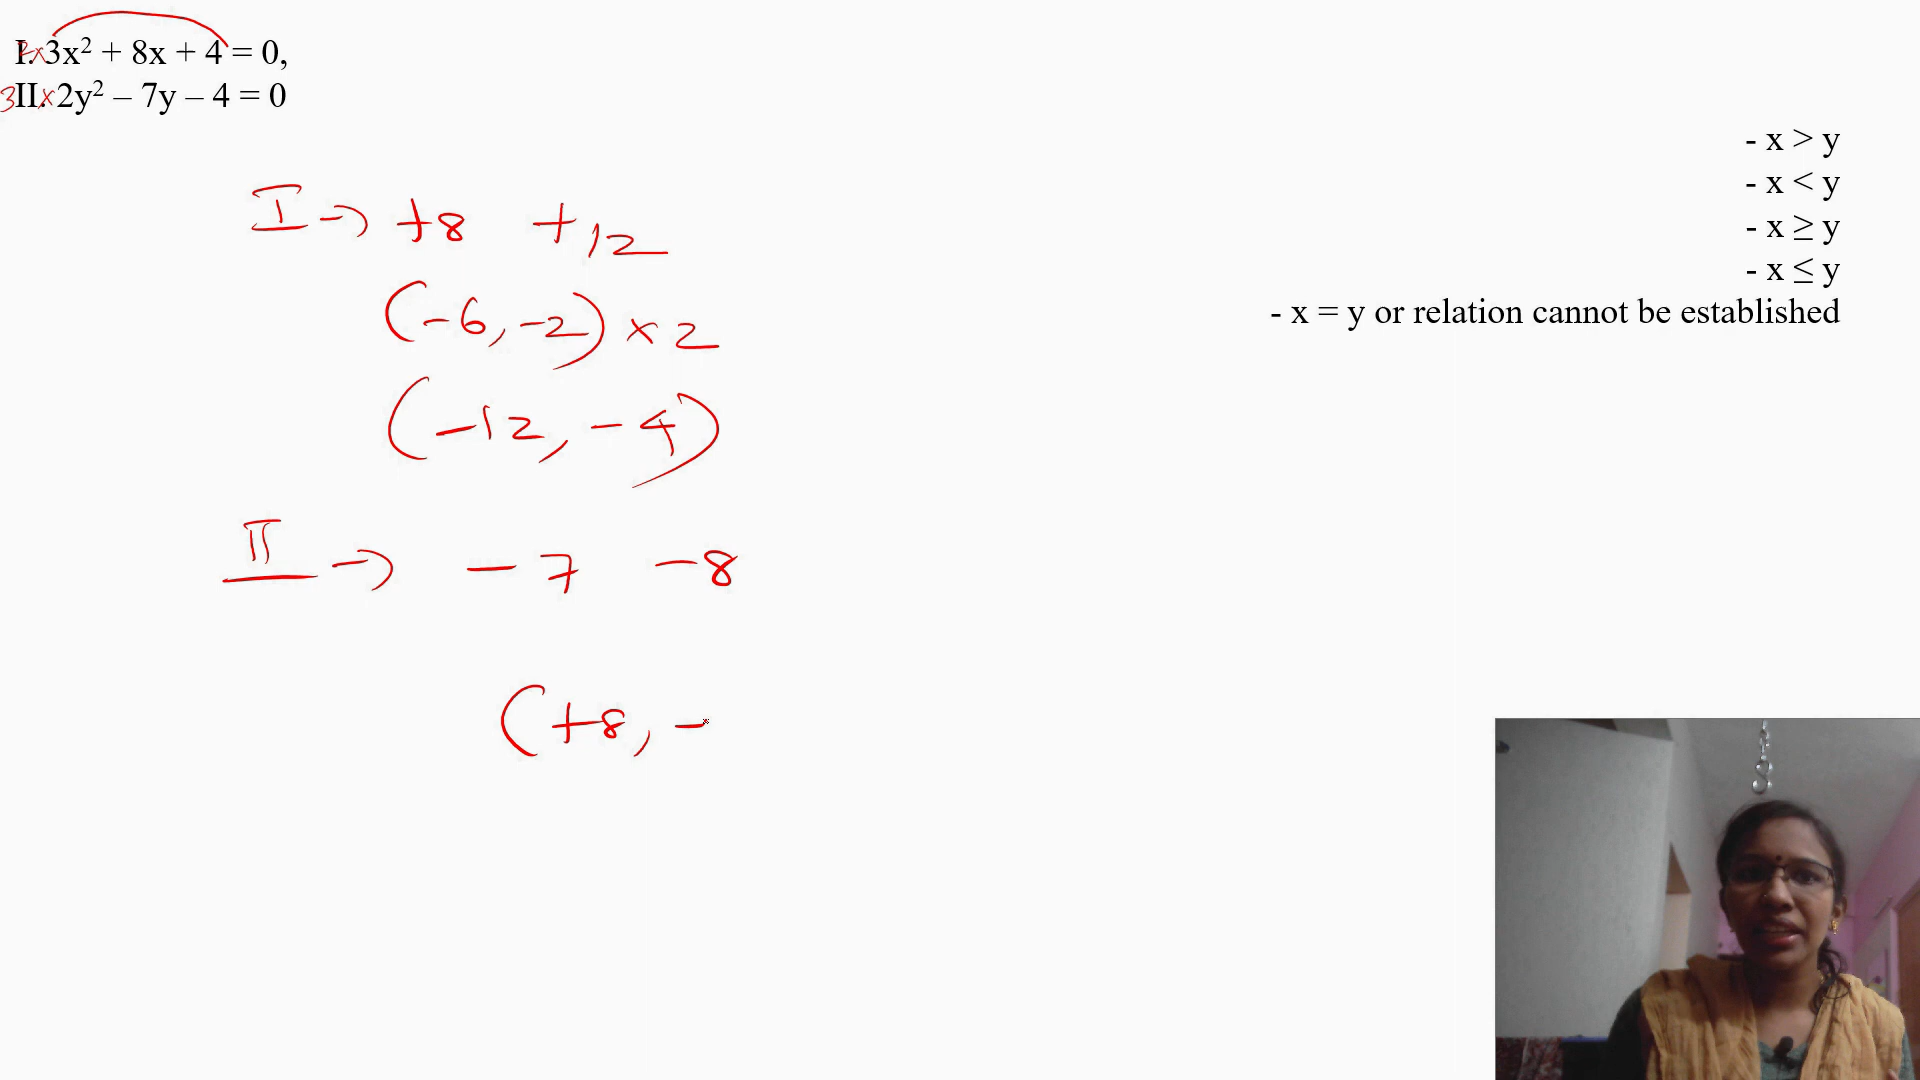 I. 2x 3x² + 8x + 4 = 0,
3 II. x 2y² – 7y – 4 = 0
- x > y
- x < y
- x ≥ y
- x ≤ y
- x = y or relation cannot be established
I → +8 +12
(-6, -2) × 2
(-12, -4)
II → -7 -8
(+8, -